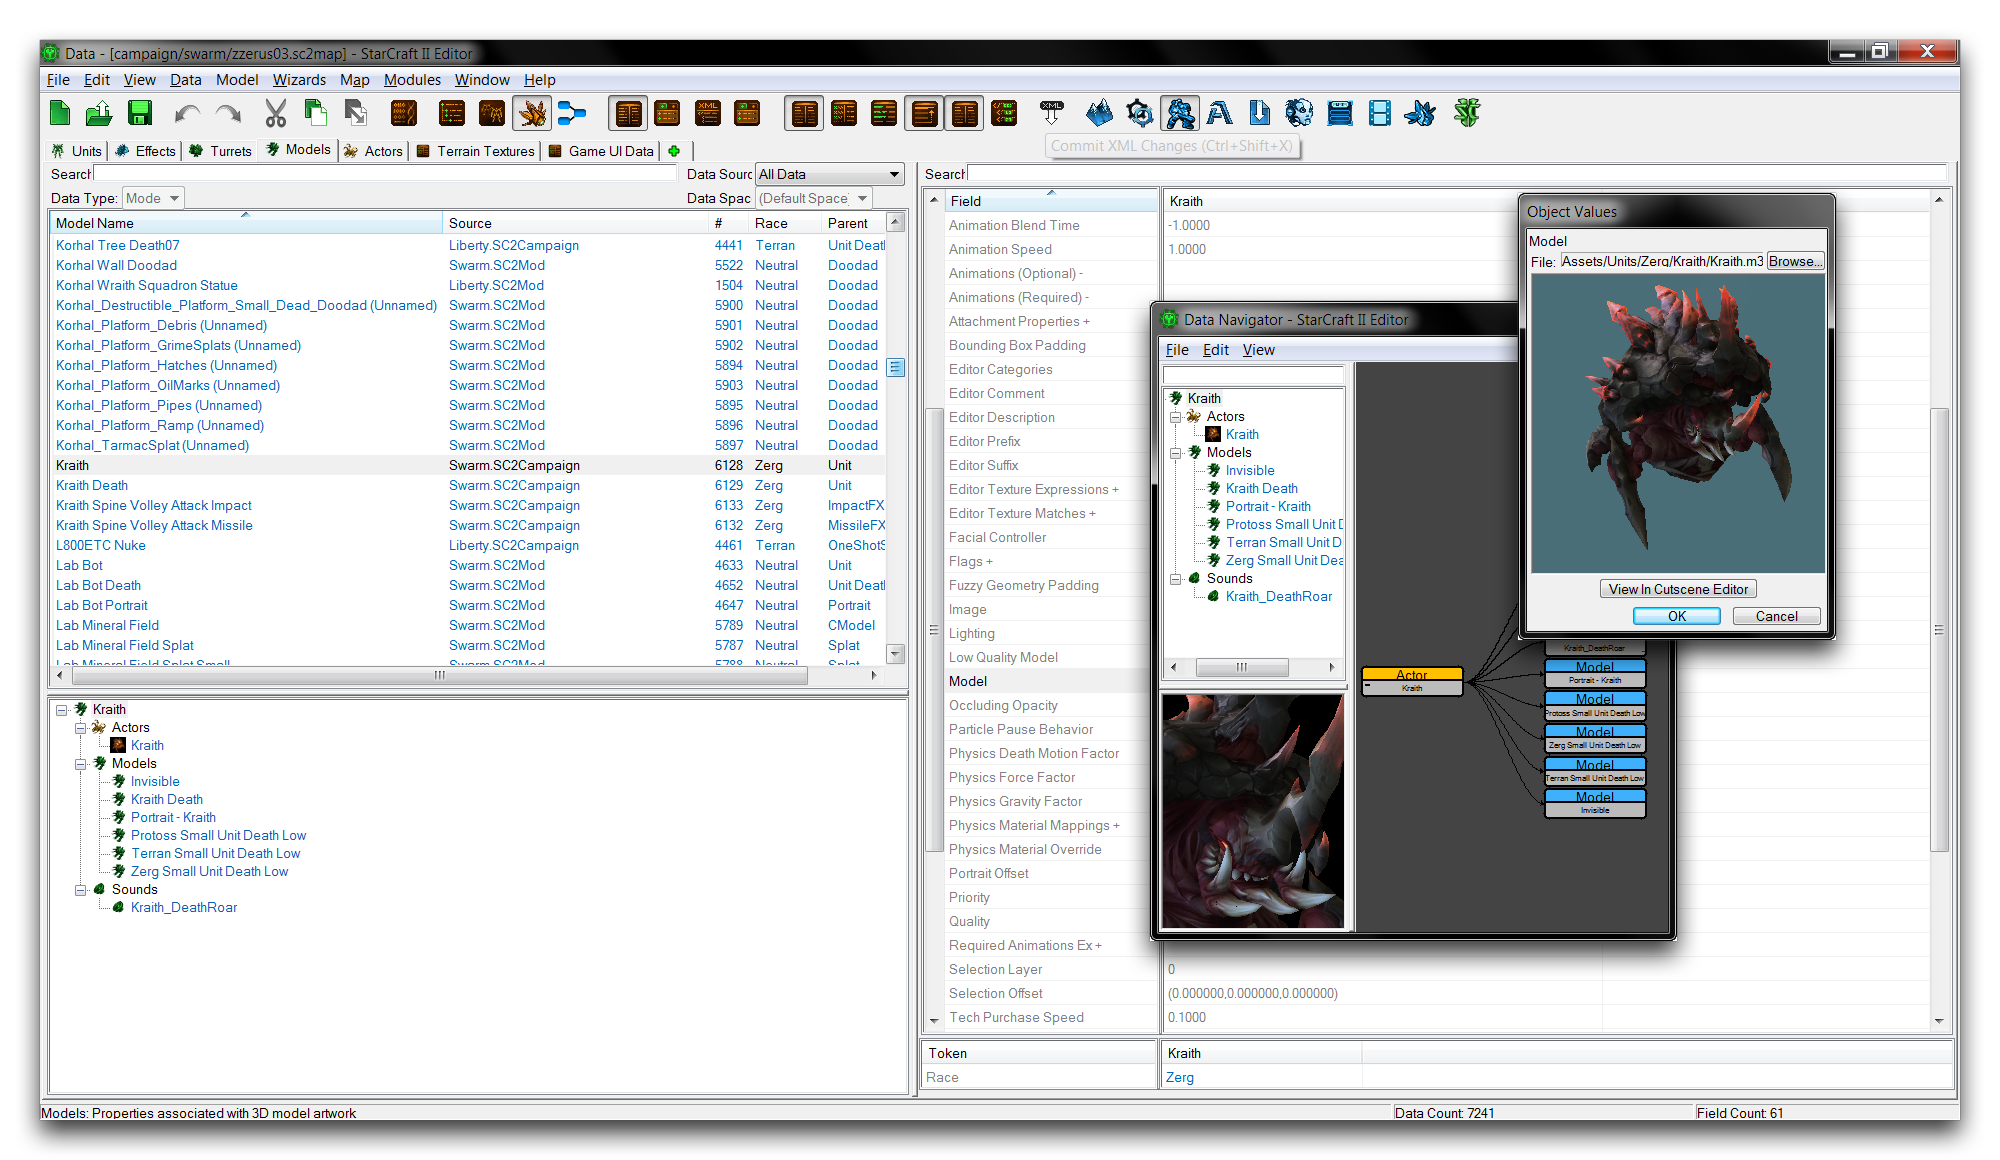 Data - [campaign/swarm/zzerus03.sc2map] - StarCraft II Editor
File Edit View Data Model Wizards Map Modules Window Help
Commit XML Changes (Ctrl+Shift+X)
Units Effects Turrets Models Actors Terrain Textures Game UI Data
Search Data Sourc All Data
Data Type: Mode Data Spac (Default Space)
Model Name Source # Race Parent
Korhal Tree Death07 Liberty.SC2Campaign 4441 Terran Unit Deat
Korhal Wall Doodad Swarm.SC2Mod 5522 Neutral Doodad
Korhal Wraith Squadron Statue Liberty.SC2Mod 1504 Neutral Doodad
Korhal_Destructible_Platform_Small_Dead_Doodad (Unnamed) Swarm.SC2Mod 5900 Neutral Doodad
Korhal_Platform_Debris (Unnamed) Swarm.SC2Mod 5901 Neutral Doodad
Korhal_Platform_GrimeSplats (Unnamed) Swarm.SC2Mod 5902 Neutral Doodad
Korhal_Platform_Hatches (Unnamed) Swarm.SC2Mod 5894 Neutral Doodad
Korhal_Platform_OilMarks (Unnamed) Swarm.SC2Mod 5903 Neutral Doodad
Korhal_Platform_Pipes (Unnamed) Swarm.SC2Mod 5895 Neutral Doodad
Korhal_Platform_Ramp (Unnamed) Swarm.SC2Mod 5896 Neutral Doodad
Korhal_TarmacSplat (Unnamed) Swarm.SC2Mod 5897 Neutral Doodad
Kraith Swarm.SC2Campaign 6128 Zerg Unit
Kraith Death Swarm.SC2Campaign 6129 Zerg Unit
Kraith Spine Volley Attack Impact Swarm.SC2Campaign 6133 Zerg ImpactFX
Kraith Spine Volley Attack Missile Swarm.SC2Campaign 6132 Zerg MissileFX
L800ETC Nuke Liberty.SC2Campaign 4461 Terran OneShotS
Lab Bot Swarm.SC2Mod 4633 Neutral Unit
Lab Bot Death Swarm.SC2Mod 4652 Neutral Unit Deat
Lab Bot Portrait Swarm.SC2Mod 4647 Neutral Portrait
Lab Mineral Field Swarm.SC2Mod 5789 Neutral CModel
Lab Mineral Field Splat Swarm.SC2Mod 5787 Neutral Splat
Lab Mineral Field Splat Small Swarm.SC2Mod 5788 Neutral Splat
Kraith
Actors
Kraith
Models
Invisible
Kraith Death
Portrait - Kraith
Protoss Small Unit Death Low
Terran Small Unit Death Low
Zerg Small Unit Death Low
Sounds
Kraith_DeathRoar
Search
Field Kraith
Animation Blend Time -1.0000
Animation Speed 1.0000
Animations (Optional) -
Animations (Required) -
Attachment Properties +
Bounding Box Padding
Editor Categories
Editor Comment
Editor Description
Editor Prefix
Editor Suffix
Editor Texture Expressions +
Editor Texture Matches +
Facial Controller
Flags +
Fuzzy Geometry Padding
Image
Lighting
Low Quality Model
Model
Occluding Opacity
Particle Pause Behavior
Physics Death Motion Factor
Physics Force Factor
Physics Gravity Factor
Physics Material Mappings +
Physics Material Override
Portrait Offset
Priority
Quality
Required Animations Ex +
Selection Layer 0
Selection Offset (0.000000,0.000000,0.000000)
Tech Purchase Speed 0.1000
Token Kraith
Race Zerg
Data Navigator - StarCraft II Editor
File Edit View
Kraith
Actors
Kraith
Models
Invisible
Kraith Death
Portrait - Kraith
Protoss Small Unit D
Terran Small Unit D
Zerg Small Unit Dea
Sounds
Kraith_DeathRoar
Actor
Kraith
Kraith_DeathRoar
Model
Portrait - Kraith
Model
Protoss Small Unit Death Low
Model
Zerg Small Unit Death Low
Model
Terran Small Unit Death Low
Model
Invisible
Object Values
Model
File: Assets/Units/Zerg/Kraith/Kraith.m3 Browse...
View In Cutscene Editor
OK Cancel
Models: Properties associated with 3D model artwork Data Count: 7241 Field Count: 61